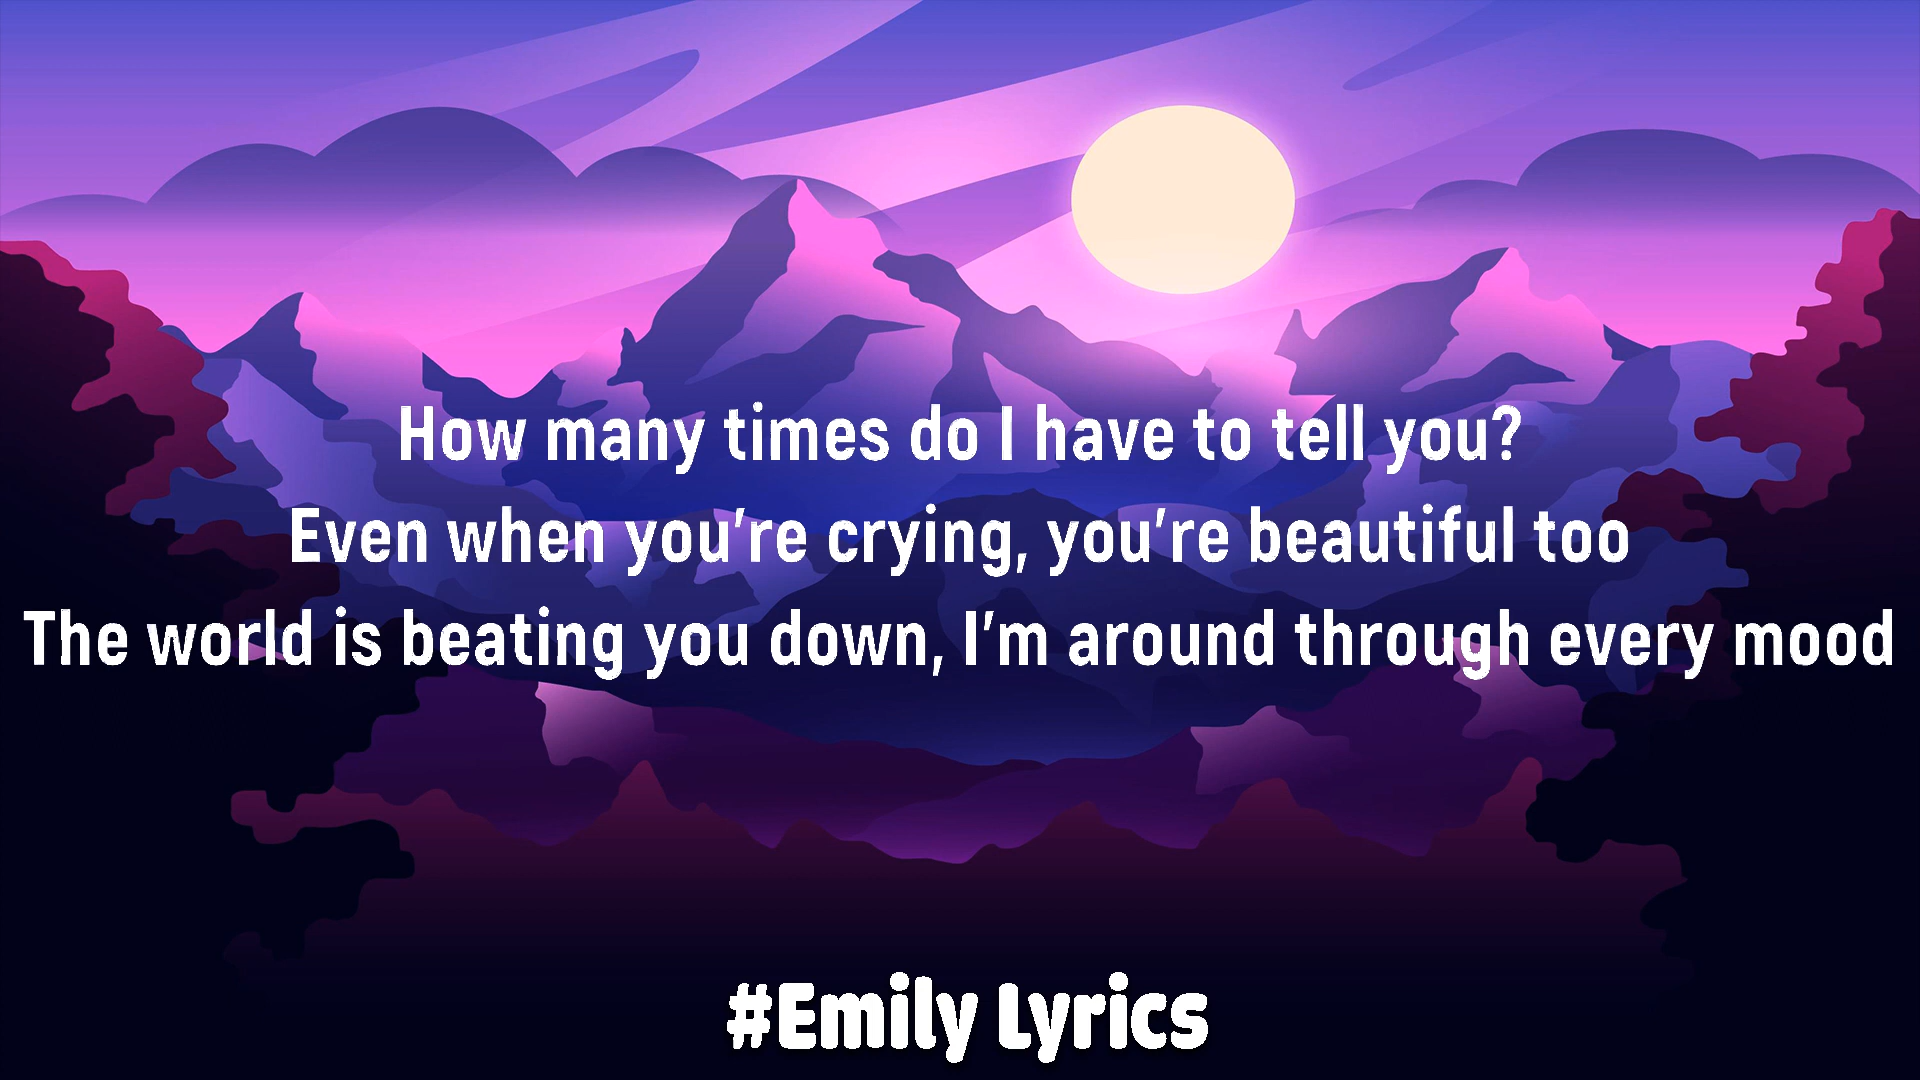 How many times do I have to tell you?
Even when you’re crying, you’re beautiful too
The world is beating you down, I’m around through every mood
#Emily Lyrics